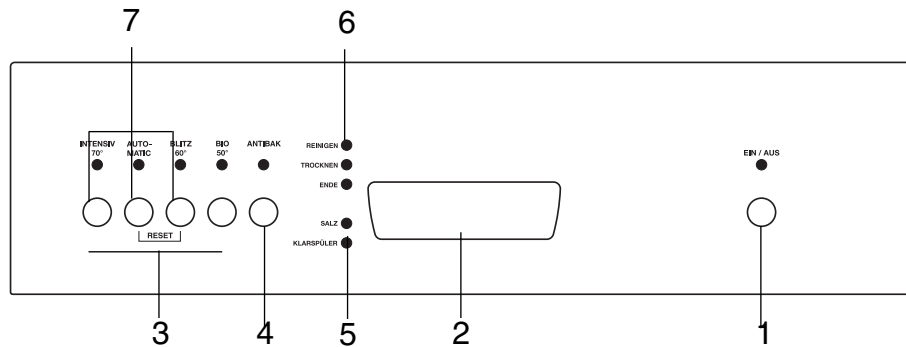 7
6
INTENSIV
70°
AUTO-
MATIC
BLITZ
60°
BIO
50°
ANTIBAK
REINIGEN
TROCKNEN
ENDE
SALZ
KLARSPÜLER
EIN / AUS
RESET
3
4
5
2
1